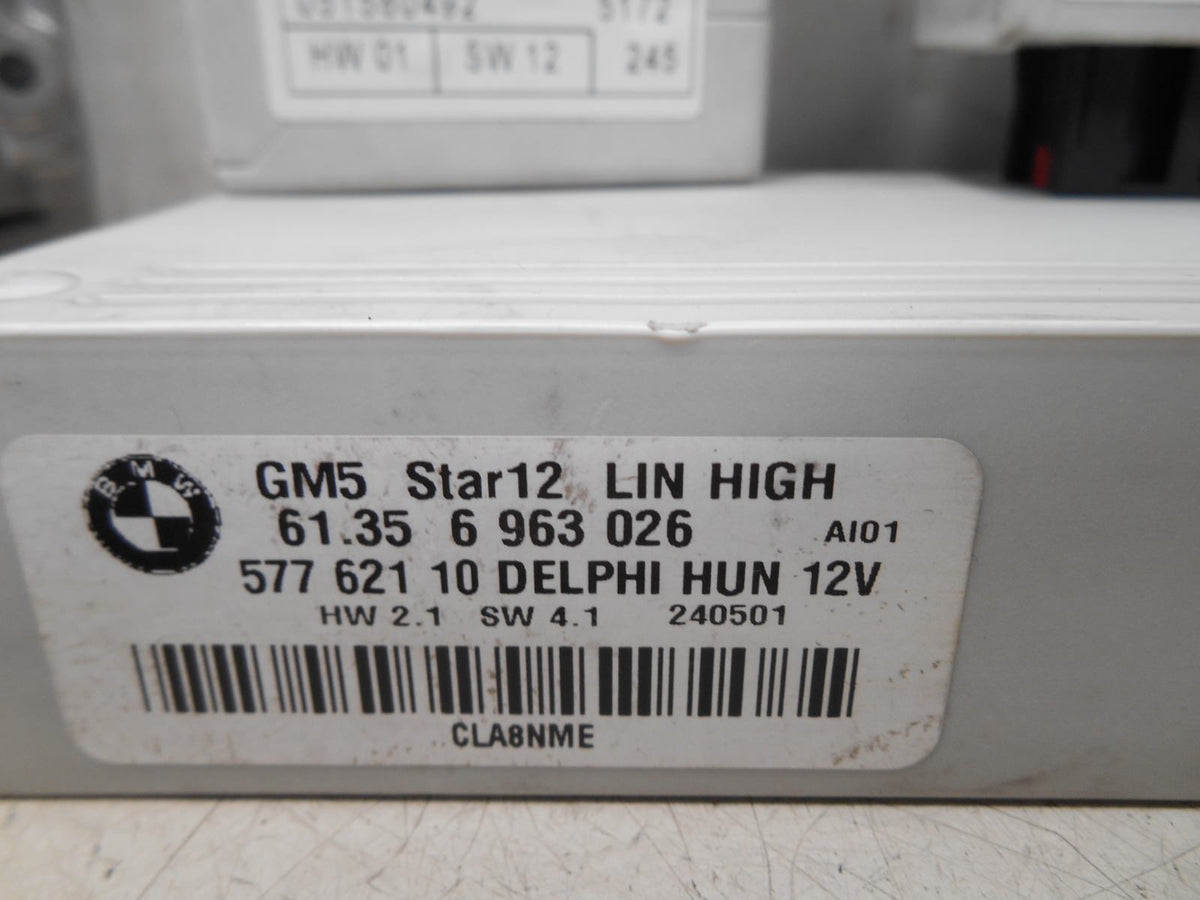 HW 01 SW 12 245
BMW
GM5 Star12 LIN HIGH
61.35 6 963 026 AI01
577 621 10 DELPHI HUN 12V
HW 2.1 SW 4.1 240501
CLA8NME